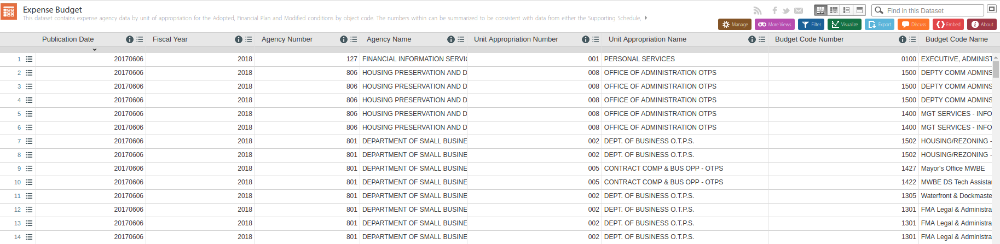 Expense Budget
This dataset contains expense agency data by unit of appropriation for the Adopted, Financial Plan and Modified conditions by object code. The numbers within can be summarized to be consistent with data from either the Supporting Schedule,
Find in this Dataset
Manage More Views Filter Visualize Export Discuss Embed About
Publication Date Fiscal Year Agency Number Agency Name Unit Appropriation Number Unit Appropriation Name Budget Code Number Budget Code Name
1 20170606 2018 127 FINANCIAL INFORMATION SERVIC 001 PERSONAL SERVICES 0100 EXECUTIVE, ADMINIST
2 20170606 2018 806 HOUSING PRESERVATION AND D 008 OFFICE OF ADMINISTRATION OTPS 1500 DEPTY COMM ADMINS
3 20170606 2018 806 HOUSING PRESERVATION AND D 008 OFFICE OF ADMINISTRATION OTPS 1500 DEPTY COMM ADMINS
4 20170606 2018 806 HOUSING PRESERVATION AND D 008 OFFICE OF ADMINISTRATION OTPS 1500 DEPTY COMM ADMINS
5 20170606 2018 806 HOUSING PRESERVATION AND D 008 OFFICE OF ADMINISTRATION OTPS 1400 MGT SERVICES - INFO
6 20170606 2018 806 HOUSING PRESERVATION AND D 008 OFFICE OF ADMINISTRATION OTPS 1400 MGT SERVICES - INFO
7 20170606 2018 801 DEPARTMENT OF SMALL BUSINE 002 DEPT. OF BUSINESS O.T.P.S. 1502 HOUSING/REZONING -
8 20170606 2018 801 DEPARTMENT OF SMALL BUSINE 002 DEPT. OF BUSINESS O.T.P.S. 1502 HOUSING/REZONING -
9 20170606 2018 801 DEPARTMENT OF SMALL BUSINE 005 CONTRACT COMP & BUS OPP - OTPS 1427 Mayor's Office MWBE
10 20170606 2018 801 DEPARTMENT OF SMALL BUSINE 005 CONTRACT COMP & BUS OPP - OTPS 1422 MWBE DS Tech Assista
11 20170606 2018 801 DEPARTMENT OF SMALL BUSINE 002 DEPT. OF BUSINESS O.T.P.S. 1305 Waterfront & Dockmaste
12 20170606 2018 801 DEPARTMENT OF SMALL BUSINE 002 DEPT. OF BUSINESS O.T.P.S. 1301 FMA Legal & Administra
13 20170606 2018 801 DEPARTMENT OF SMALL BUSINE 002 DEPT. OF BUSINESS O.T.P.S. 1301 FMA Legal & Administra
14 20170606 2018 801 DEPARTMENT OF SMALL BUSINE 002 DEPT. OF BUSINESS O.T.P.S. 1301 FMA Legal & Administra